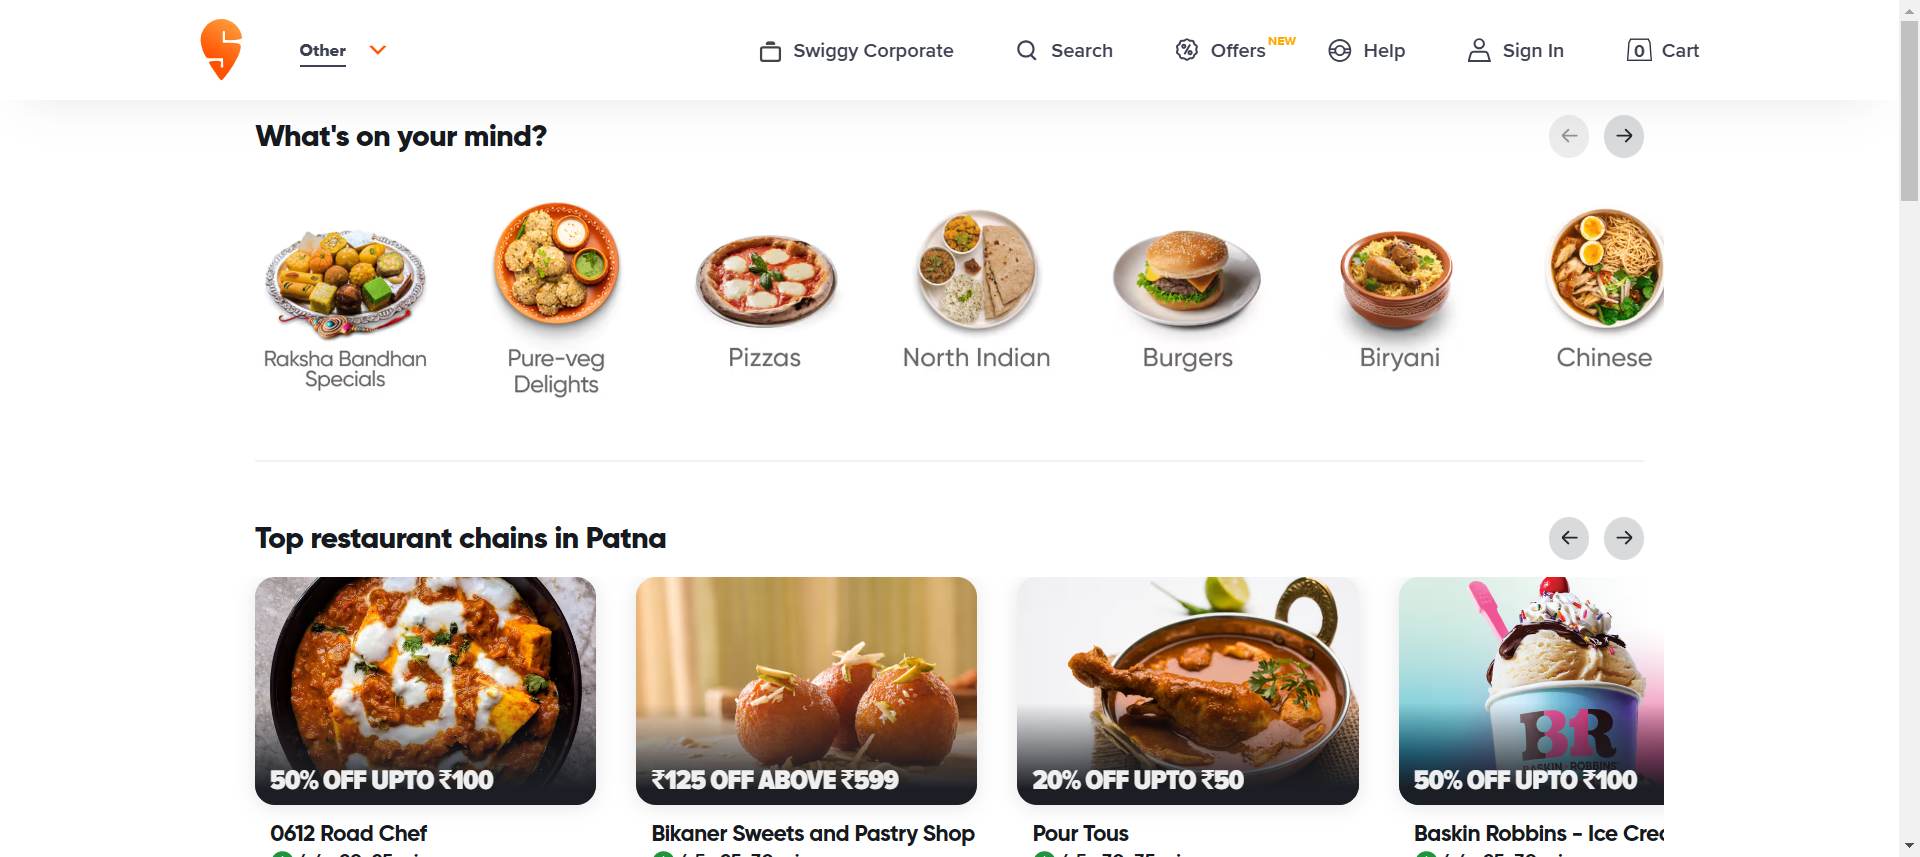 Other
Swiggy Corporate
Search
Offers NEW
Help
Sign In
0 Cart
What's on your mind?
Raksha Bandhan
Specials
Pure-veg
Delights
Pizzas
North Indian
Burgers
Biryani
Chinese
Top restaurant chains in Patna
50% OFF UPTO ₹100
₹125 OFF ABOVE ₹599
20% OFF UPTO ₹50
BR
BASKIN ROBBINS
50% OFF UPTO ₹100
0612 Road Chef
Bikaner Sweets and Pastry Shop
Pour Tous
Baskin Robbins - Ice